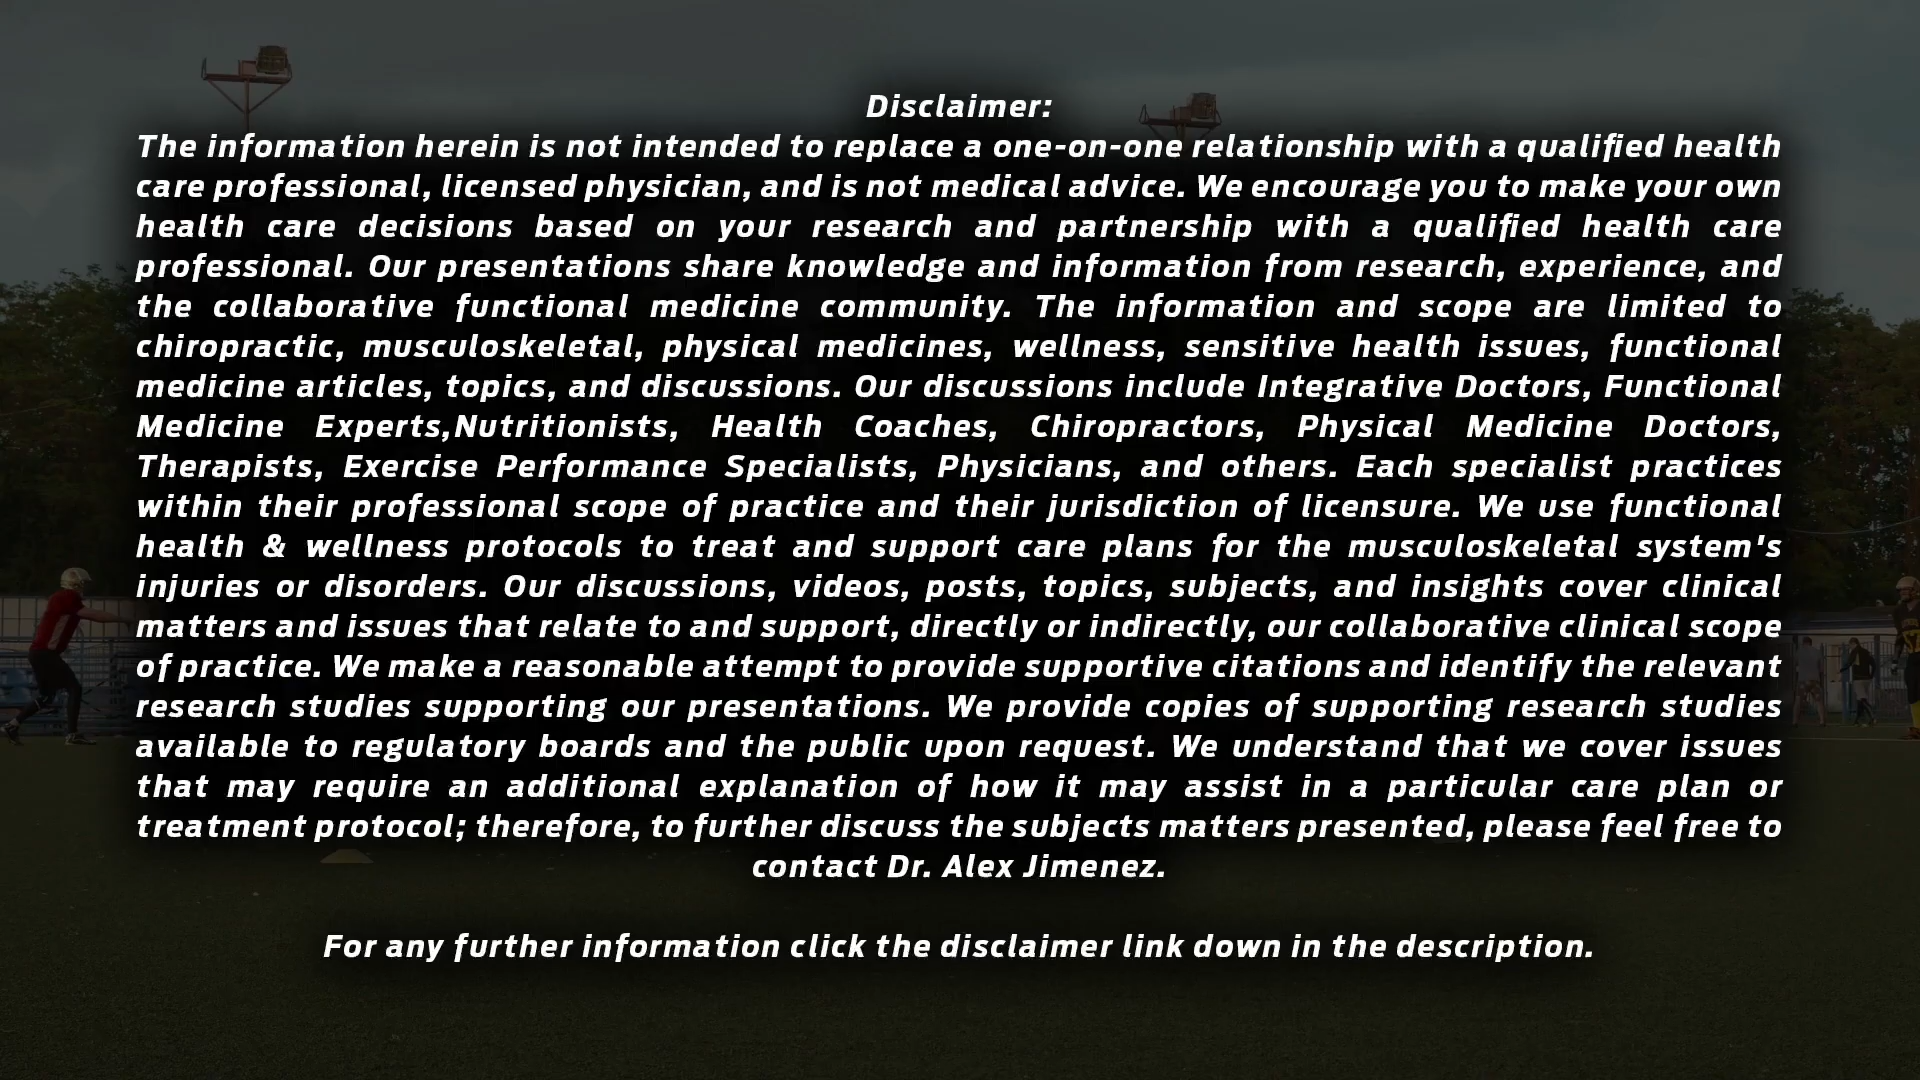 Disclaimer:
The information herein is not intended to replace a one-on-one relationship with a qualified health
care professional, licensed physician, and is not medical advice. We encourage you to make your own
health care decisions based on your research and partnership with a qualified health care
professional. Our presentations share knowledge and information from research, experience, and
the collaborative functional medicine community. The information and scope are limited to
chiropractic, musculoskeletal, physical medicines, wellness, sensitive health issues, functional
medicine articles, topics, and discussions. Our discussions include Integrative Doctors, Functional
Medicine Experts,Nutritionists, Health Coaches, Chiropractors, Physical Medicine Doctors,
Therapists, Exercise Performance Specialists, Physicians, and others. Each specialist practices
within their professional scope of practice and their jurisdiction of licensure. We use functional
health & wellness protocols to treat and support care plans for the musculoskeletal system's
injuries or disorders. Our discussions, videos, posts, topics, subjects, and insights cover clinical
matters and issues that relate to and support, directly or indirectly, our collaborative clinical scope
of practice. We make a reasonable attempt to provide supportive citations and identify the relevant
research studies supporting our presentations. We provide copies of supporting research studies
available to regulatory boards and the public upon request. We understand that we cover issues
that may require an additional explanation of how it may assist in a particular care plan or
treatment protocol; therefore, to further discuss the subjects matters presented, please feel free to
contact Dr. Alex Jimenez.
For any further information click the disclaimer link down in the description.